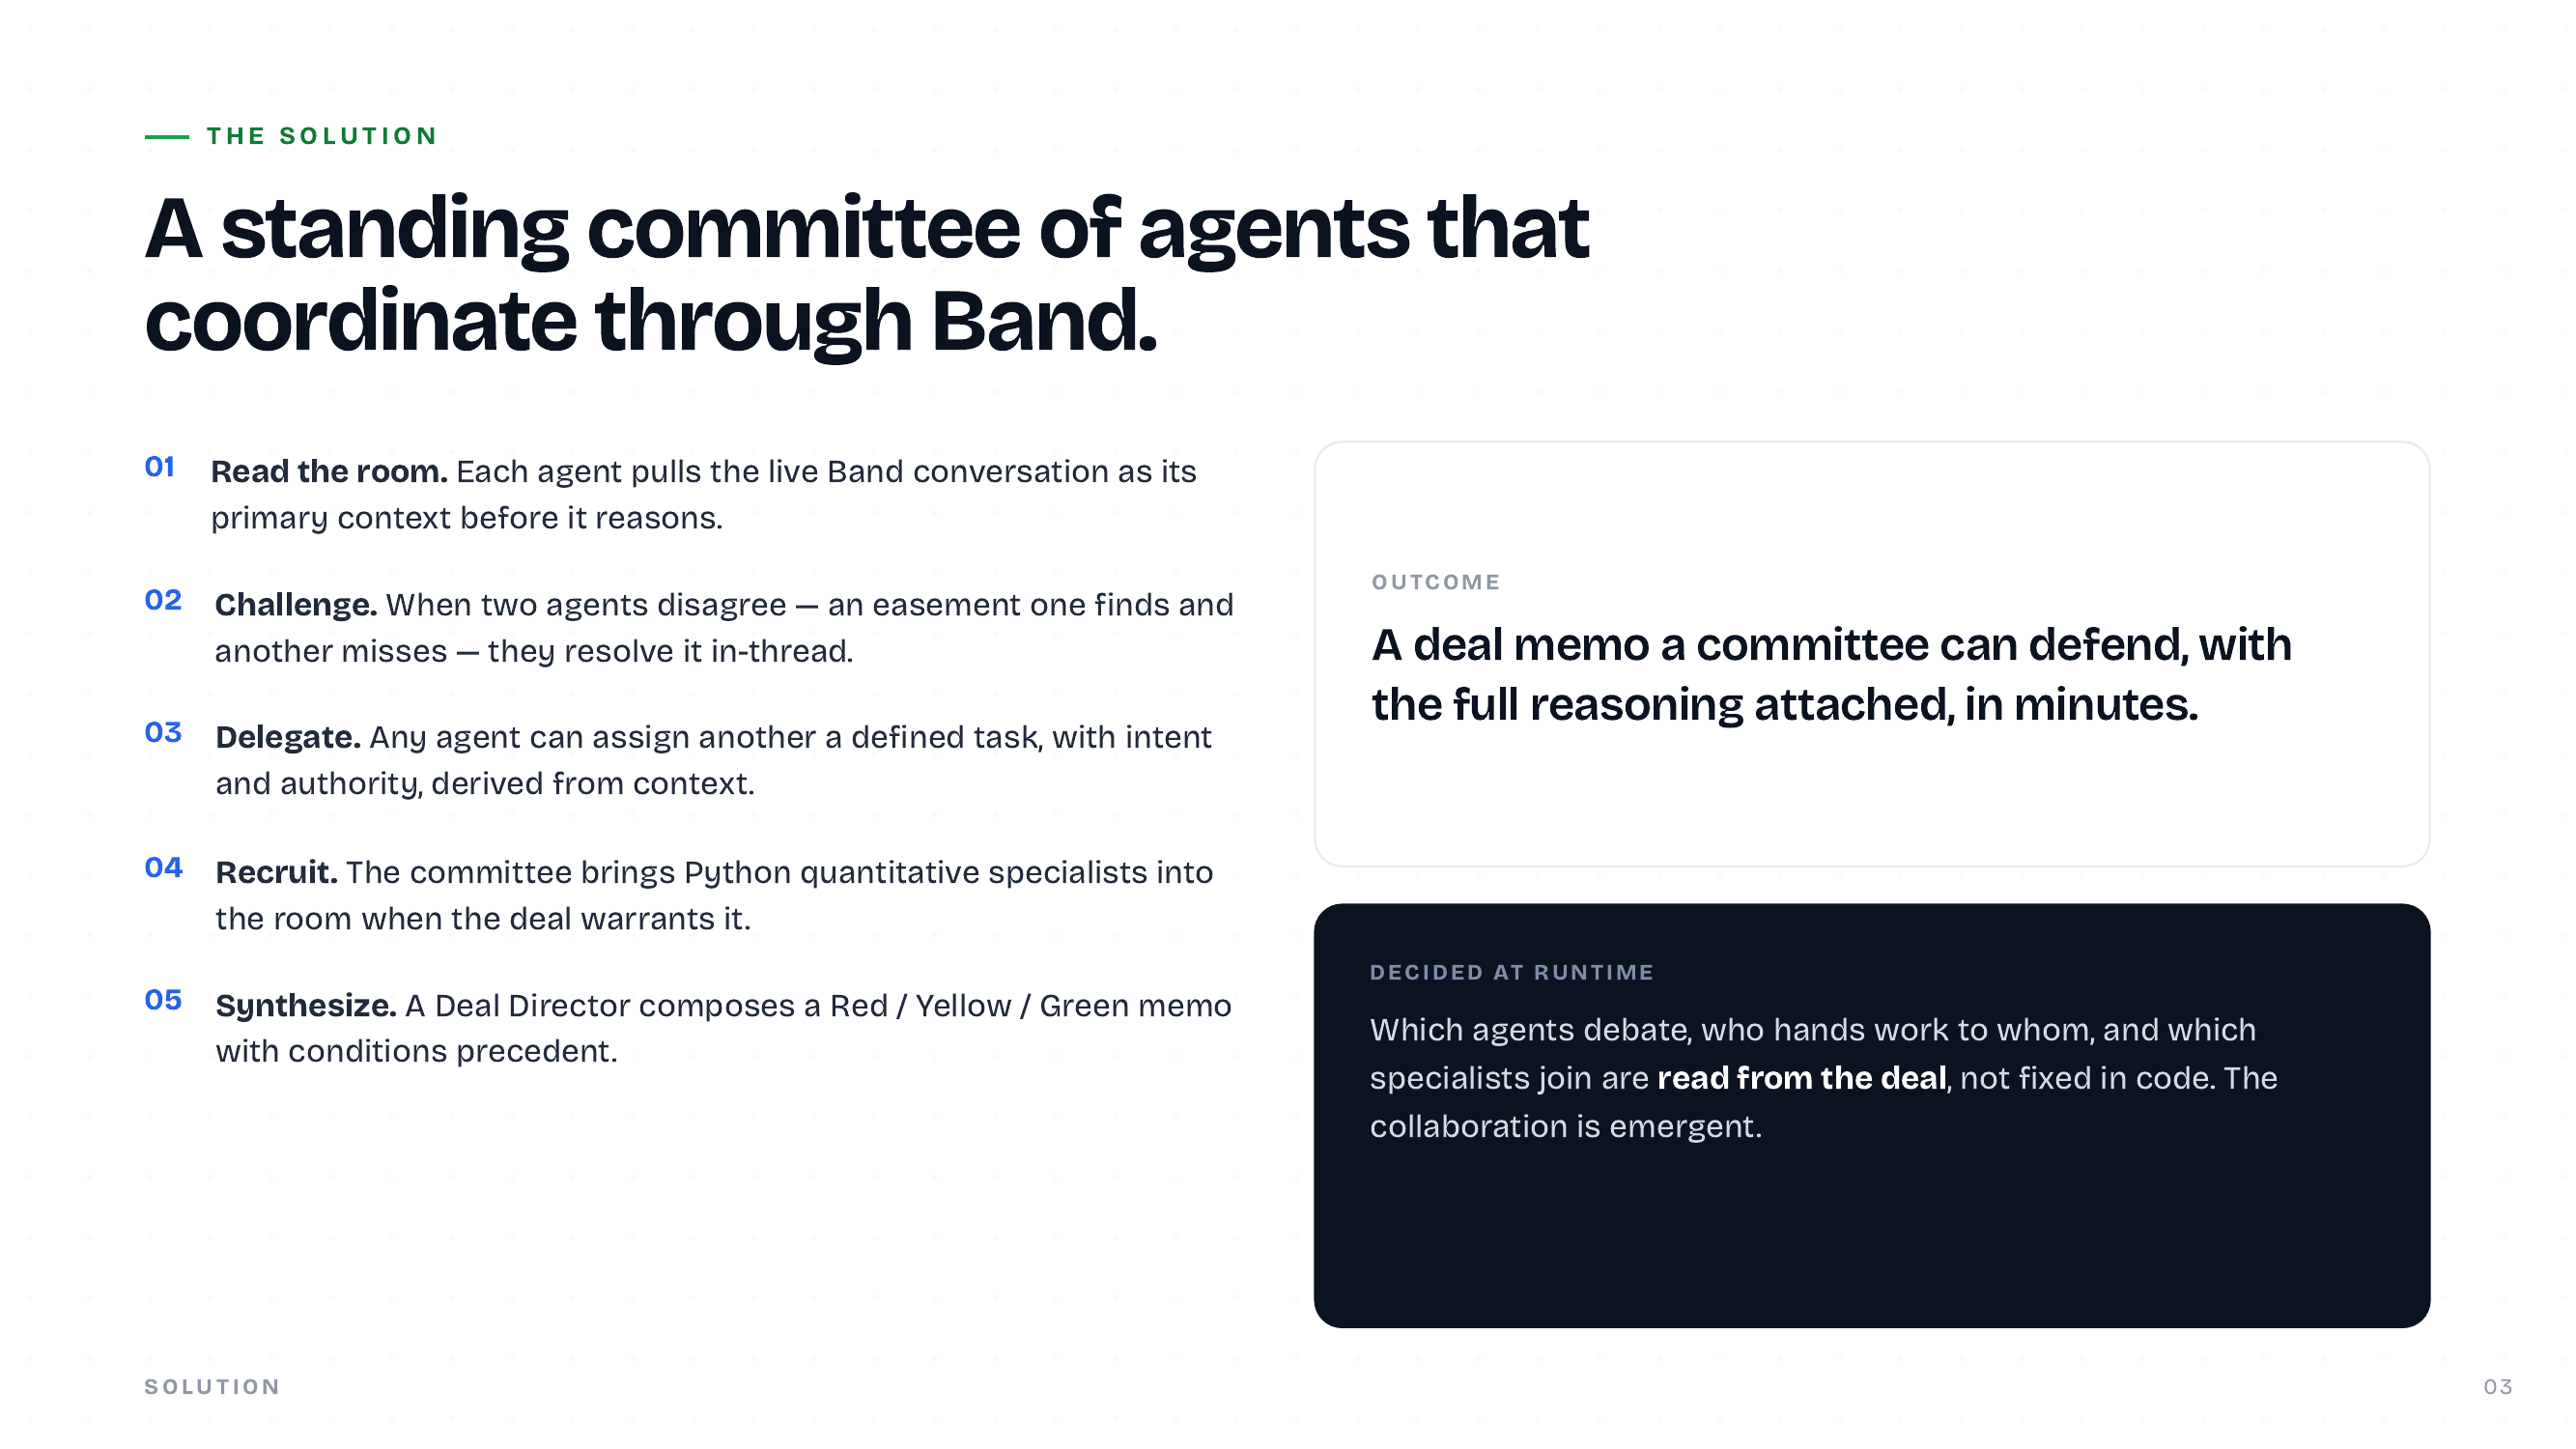 THE SOLUTION
A standing committee of agents that
coordinate through Band.
01 Read the room. Each agent pulls the live Band conversation as its
primary context before it reasons.
02 Challenge. When two agents disagree — an easement one finds and
another misses — they resolve it in-thread.
03 Delegate. Any agent can assign another a defined task, with intent
and authority, derived from context.
04 Recruit. The committee brings Python quantitative specialists into
the room when the deal warrants it.
05 Synthesize. A Deal Director composes a Red / Yellow / Green memo
with conditions precedent.
OUTCOME
A deal memo a committee can defend, with
the full reasoning attached, in minutes.
DECIDED AT RUNTIME
Which agents debate, who hands work to whom, and which
specialists join are read from the deal, not fixed in code. The
collaboration is emergent.
SOLUTION
03